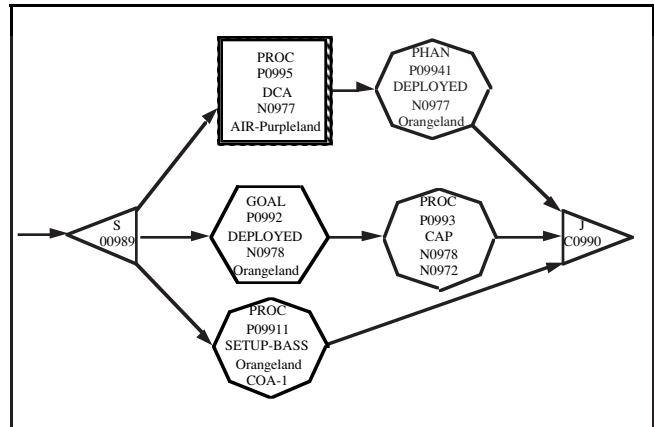 PROC
P0995
DCA
N0977
AIR-Purpleland
PHAN
P09941
DEPLOYED
N0977
Orangeland
S
00989
GOAL
P0992
DEPLOYED
N0978
Orangeland
PROC
P0993
CAP
N0978
N0972
J
C0990
PROC
P09911
SETUP-BASS
Orangeland
COA-1